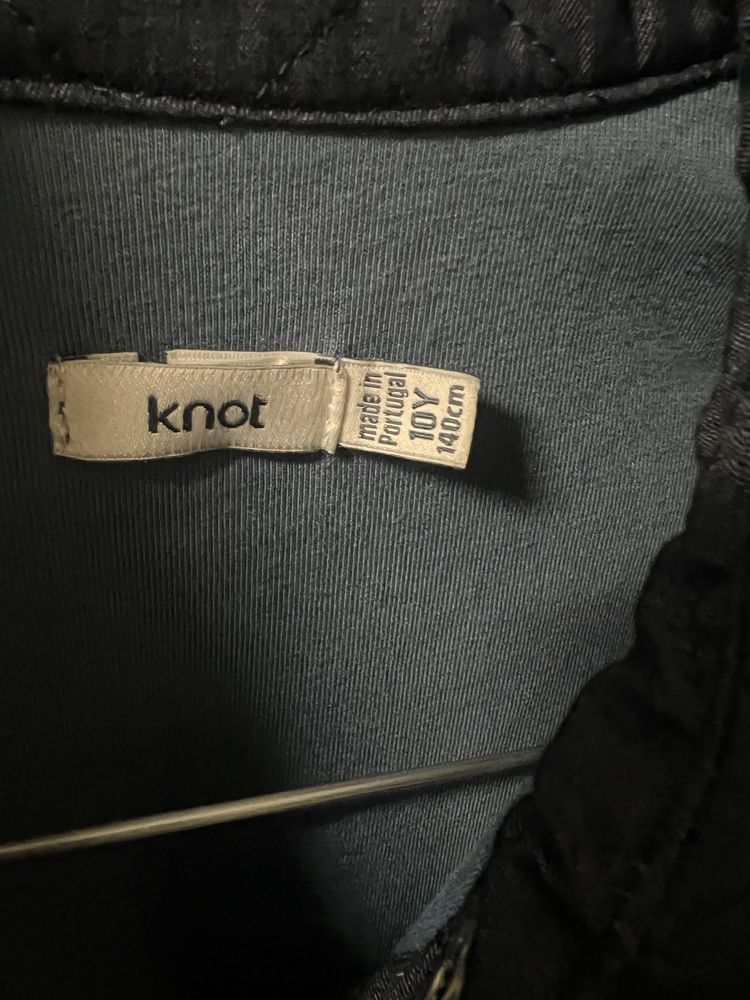 knot
made in
Portugal
10Y
140cm